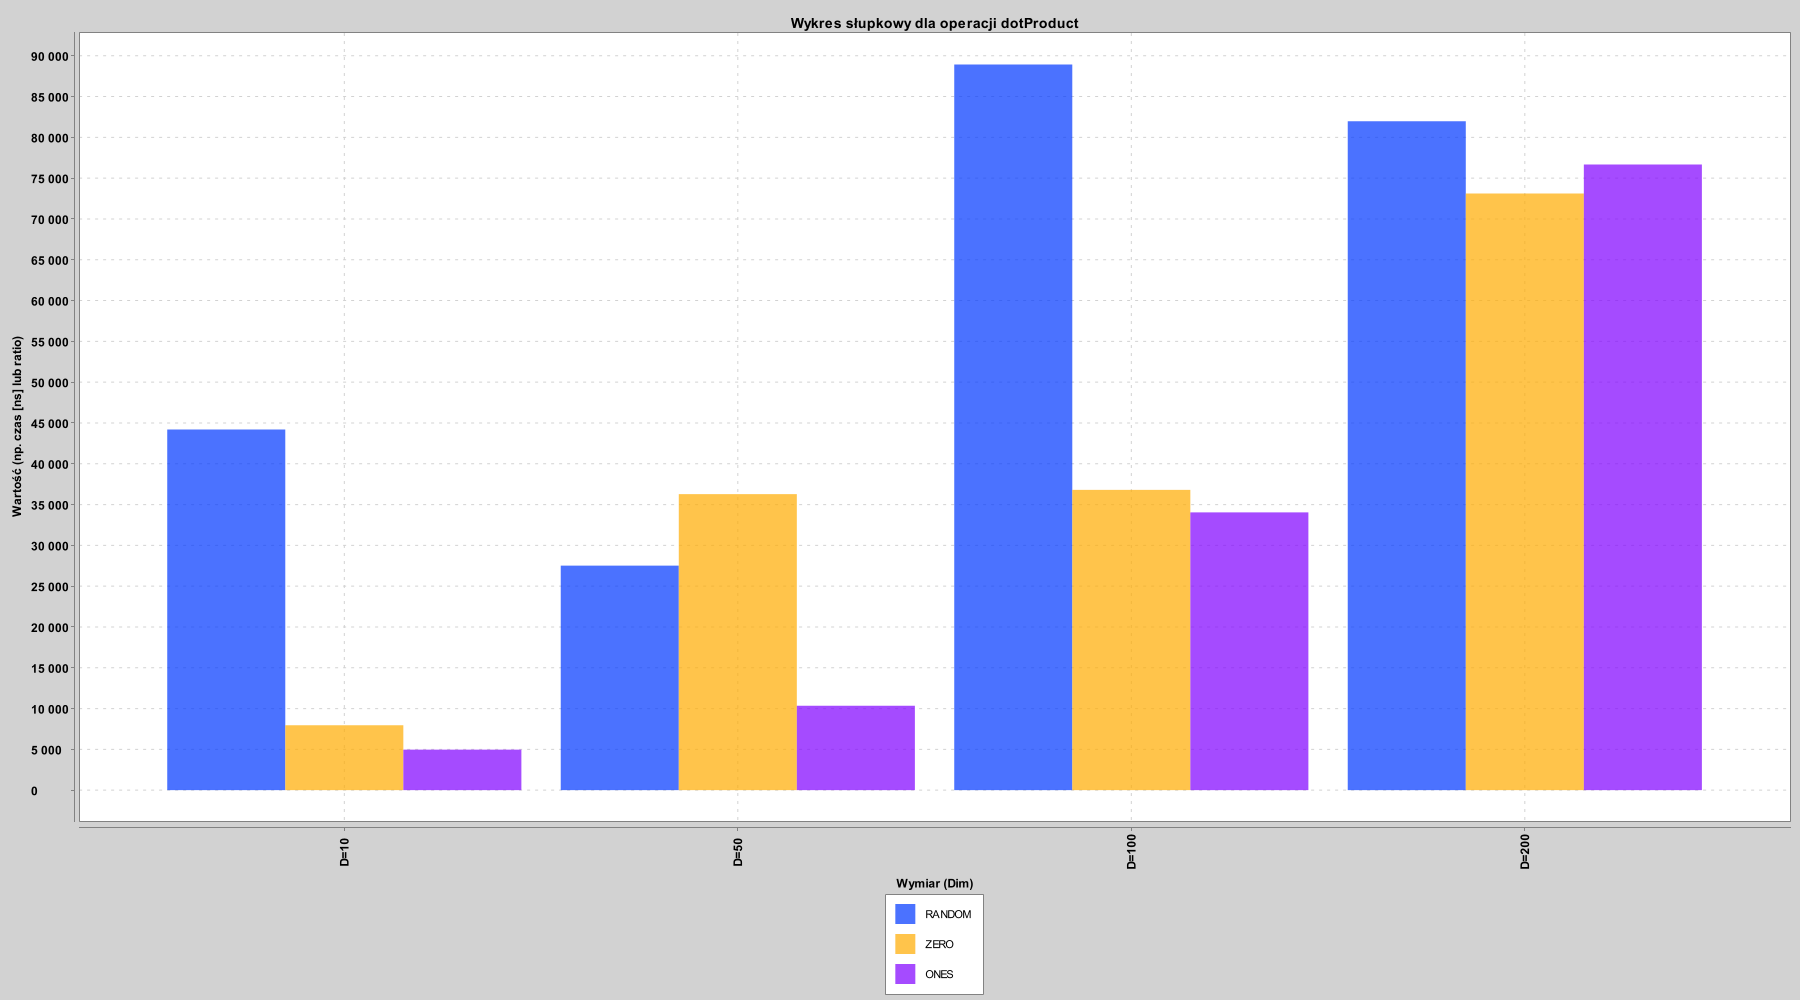 Wykres słupkowy dla operacji dotProduct
Wartość (np. czas [ns] lub ratio)
90 000
85 000
80 000
75 000
70 000
65 000
60 000
55 000
50 000
45 000
40 000
35 000
30 000
25 000
20 000
15 000
10 000
5 000
0
D=10
D=50
D=100
D=200
Wymiar (Dim)
RANDOM
ZERO
ONES